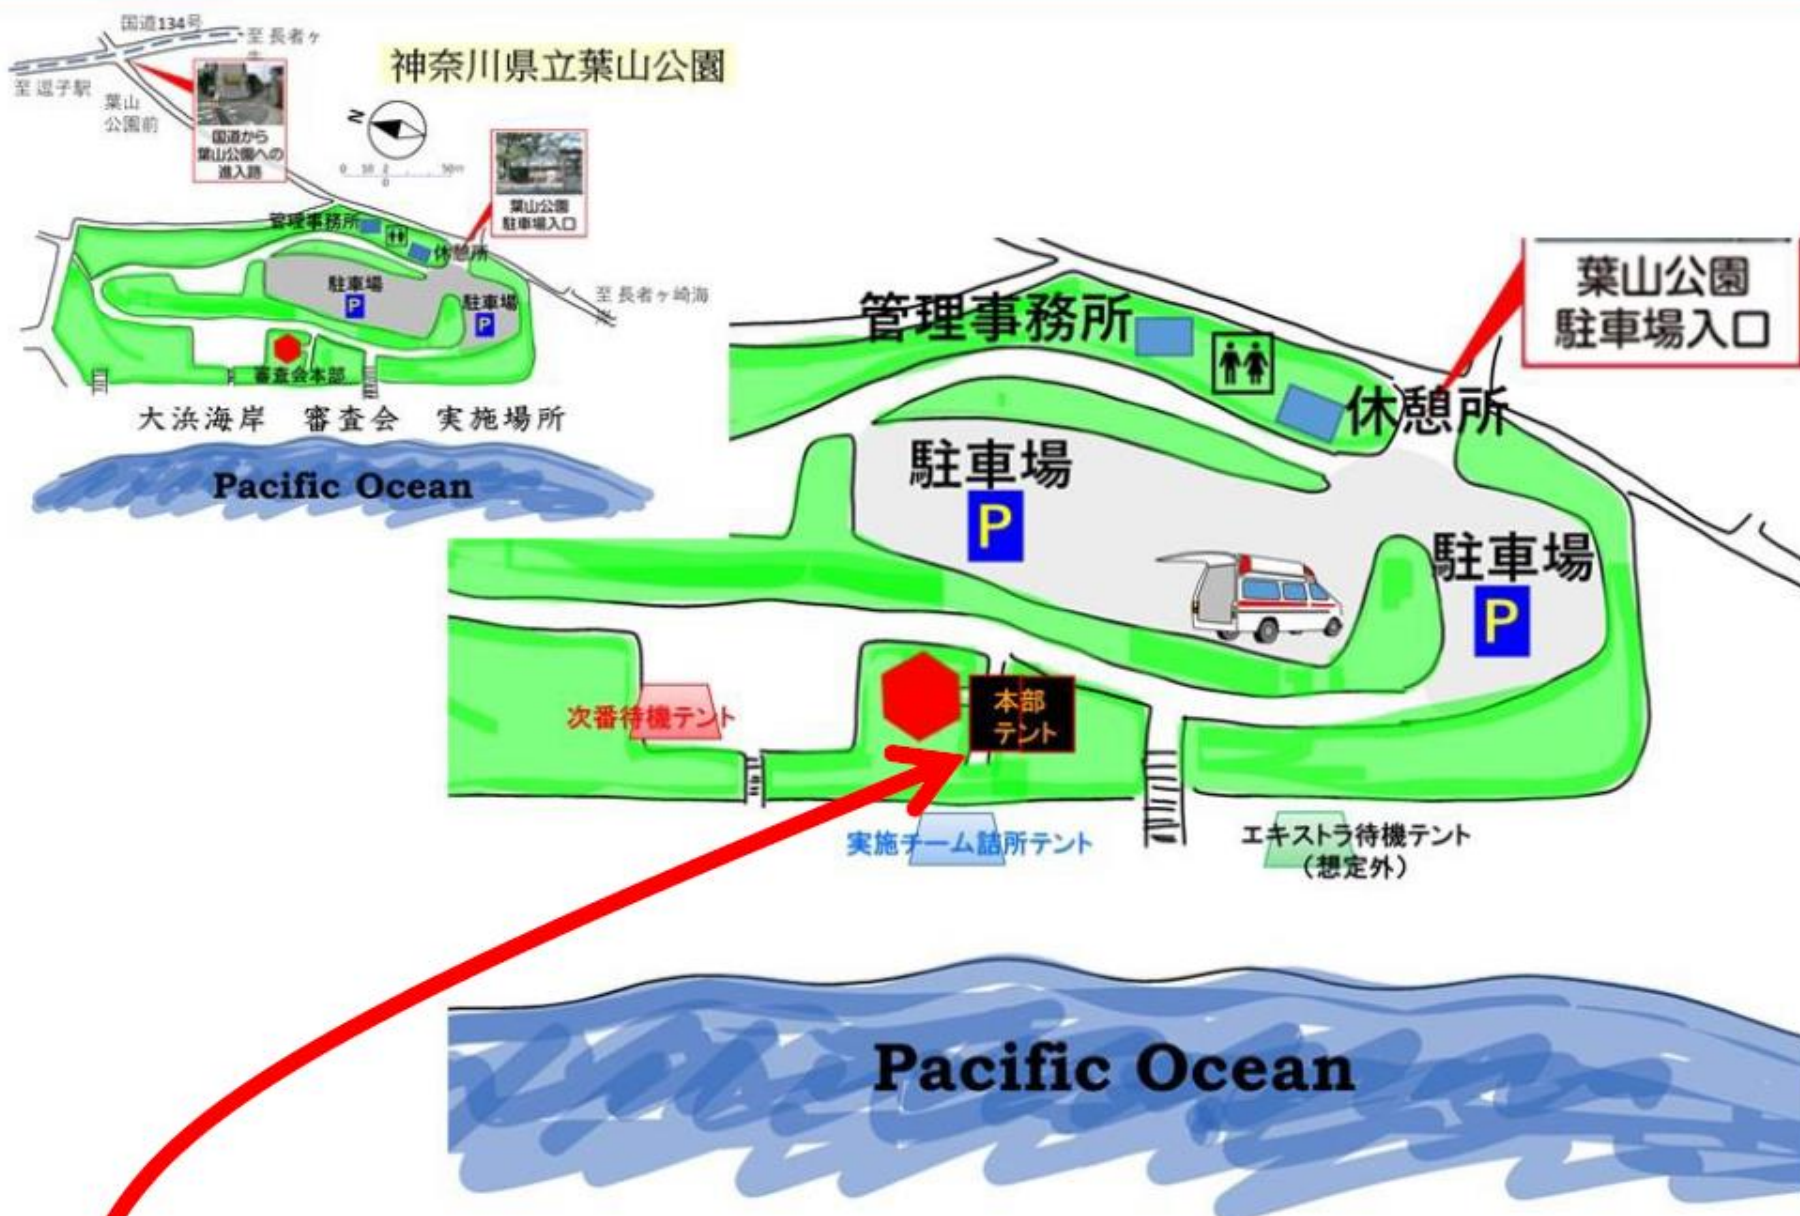 国道134号
至 長者ヶ
至 逗子駅
葉山
公園前
国道から
葉山公園への
進入路
神奈川県立葉山公園
N
0 10 2
0
50m
葉山公園
駐車場入口
管理事務所
休憩所
駐車場
P
駐車場
P
至 長者ヶ崎海
審査会本部
大浜海岸 審査会 実施場所
Pacific Ocean
葉山公園
駐車場入口
管理事務所
休憩所
駐車場
P
駐車場
P
次番待機テント
本部
テント
実施チーム詰所テント
エキストラ待機テント
(想定外)
Pacific Ocean